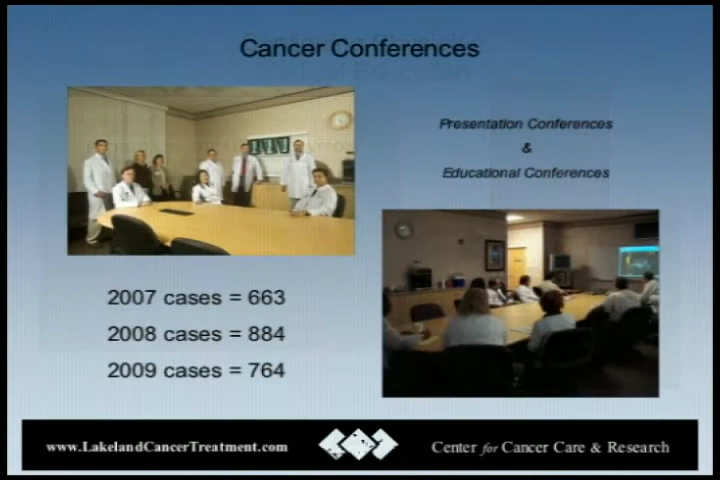 Cancer Conferences
Presentation Conferences
&
Educational Conferences
2007 cases = 663
2008 cases = 884
2009 cases = 764
www.LakelandCancerTreatment.com
Center for Cancer Care & Research